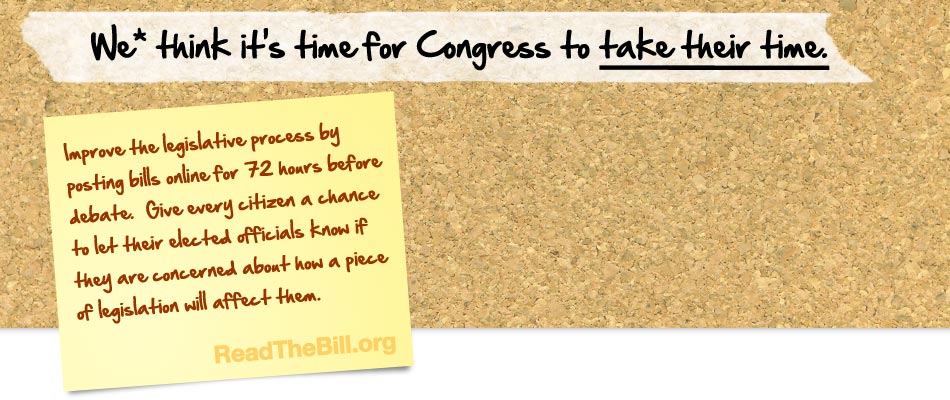 We* think it's time for Congress to take their time.
Improve the legislative process by
posting bills online for 72 hours before
debate. Give every citizen a chance
to let their elected officials know if
they are concerned about how a piece
of legislation will affect them.
ReadTheBill.org